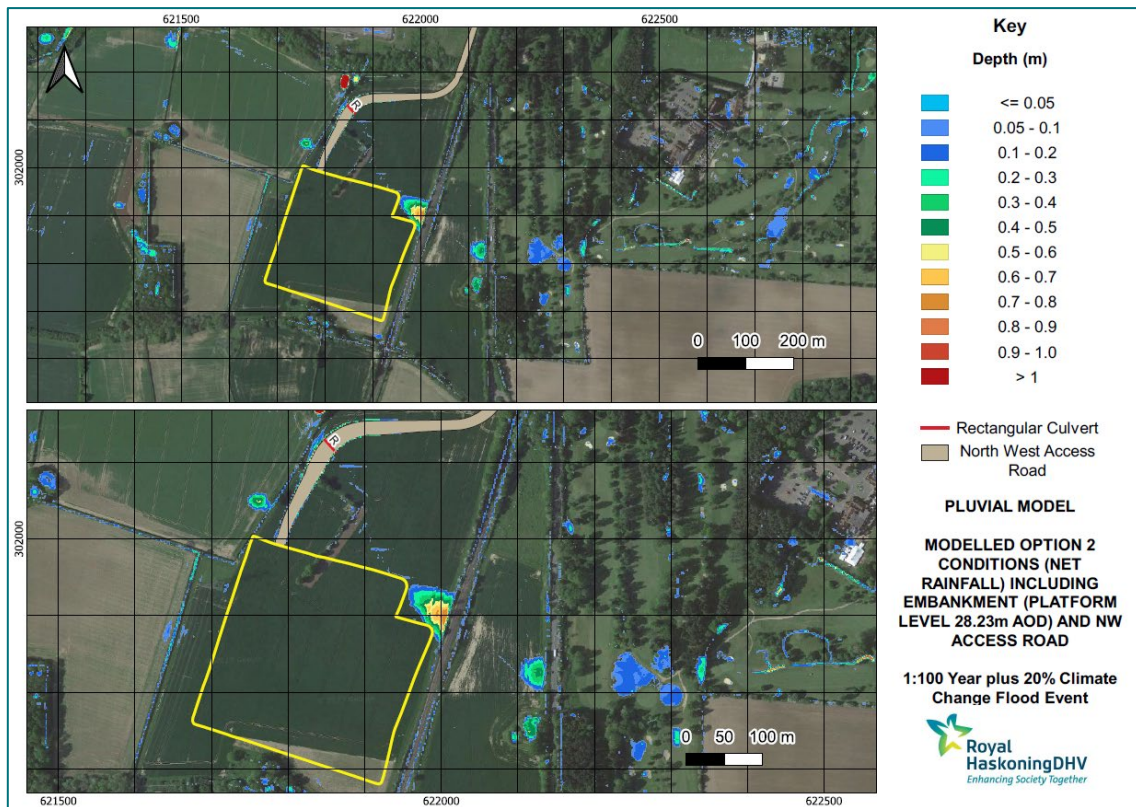 621500
622000
622500
302000
R
0 100 200 m
302000
R
0 50 100 m
621500
622000
622500
Key
Depth (m)
<= 0.05
0.05 - 0.1
0.1 - 0.2
0.2 - 0.3
0.3 - 0.4
0.4 - 0.5
0.5 - 0.6
0.6 - 0.7
0.7 - 0.8
0.8 - 0.9
0.9 - 1.0
> 1
Rectangular Culvert
North West Access
Road
PLUVIAL MODEL
MODELLED OPTION 2
CONDITIONS (NET
RAINFALL) INCLUDING
EMBANKMENT (PLATFORM
LEVEL 28.23m AOD) AND NW
ACCESS ROAD
1:100 Year plus 20% Climate
Change Flood Event
Royal
HaskoningDHV
Enhancing Society Together